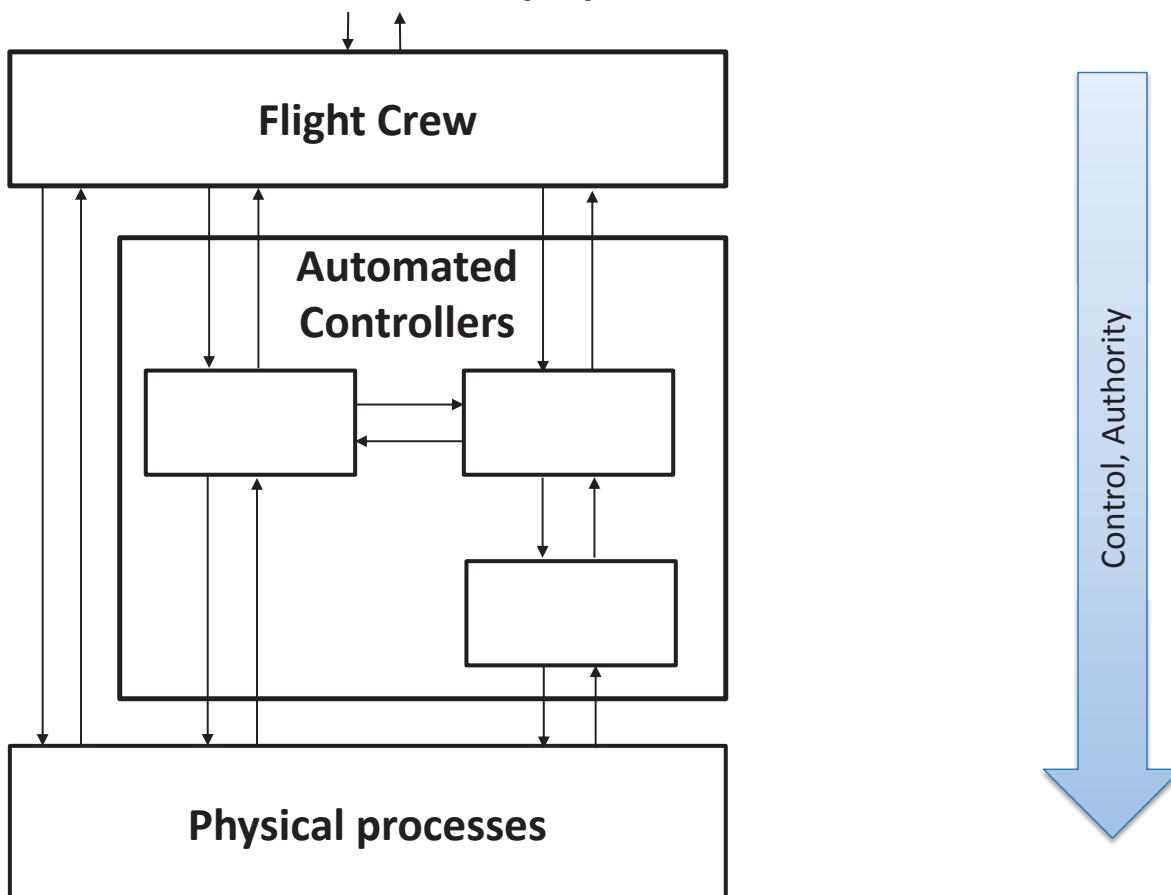 Flight Crew
Automated
Controllers
Control, Authority
Physical processes